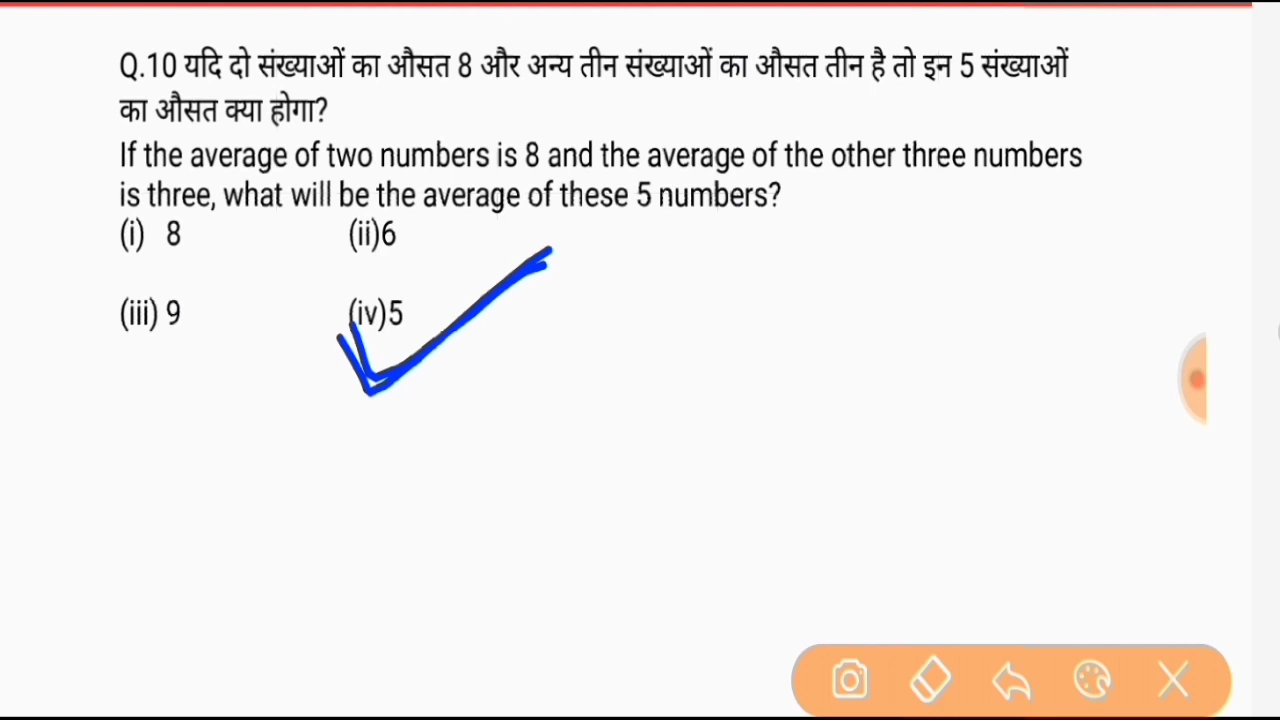 Q.10 यदि दो संख्याओं का औसत 8 और अन्य तीन संख्याओं का औसत तीन है तो इन 5 संख्याओं
का औसत क्या होगा?
If the average of two numbers is 8 and the average of the other three numbers
is three, what will be the average of these 5 numbers?
(i) 8 (ii)6
(iii) 9 (iv)5